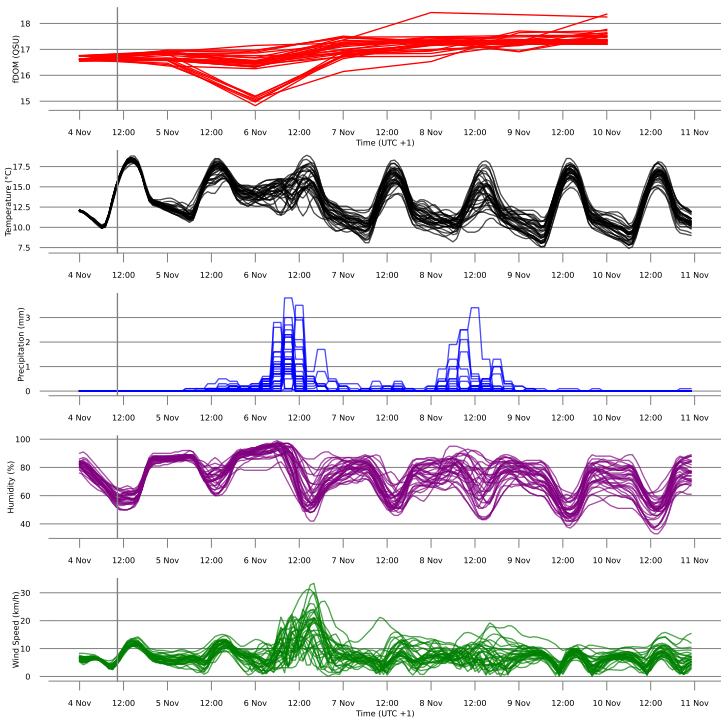 fDOM (QSU)
18
17
16
15
4 Nov 12:00 5 Nov 12:00 6 Nov 12:00 7 Nov 12:00 8 Nov 12:00 9 Nov 12:00 10 Nov 12:00 11 Nov
Time (UTC +1)
Temperature (°C)
17.5
15.0
12.5
10.0
7.5
4 Nov 12:00 5 Nov 12:00 6 Nov 12:00 7 Nov 12:00 8 Nov 12:00 9 Nov 12:00 10 Nov 12:00 11 Nov
Precipitation (mm)
3
2
1
0
4 Nov 12:00 5 Nov 12:00 6 Nov 12:00 7 Nov 12:00 8 Nov 12:00 9 Nov 12:00 10 Nov 12:00 11 Nov
Humidity (%)
100
80
60
40
4 Nov 12:00 5 Nov 12:00 6 Nov 12:00 7 Nov 12:00 8 Nov 12:00 9 Nov 12:00 10 Nov 12:00 11 Nov
Wind Speed (km/h)
30
20
10
0
4 Nov 12:00 5 Nov 12:00 6 Nov 12:00 7 Nov 12:00 8 Nov 12:00 9 Nov 12:00 10 Nov 12:00 11 Nov
Time (UTC +1)